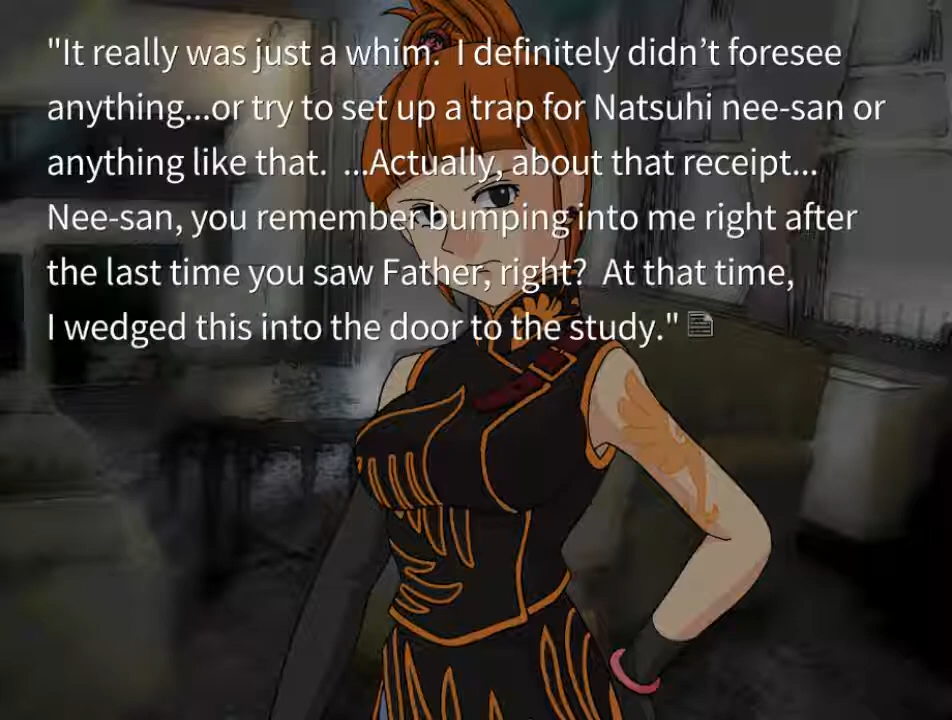 "It really was just a whim.  I definitely didn’t foresee
anything...or try to set up a trap for Natsuhi nee-san or
anything like that.  ...Actually, about that receipt...
Nee-san, you remember bumping into me right after
the last time you saw Father, right?  At that time,
I wedged this into the door to the study."